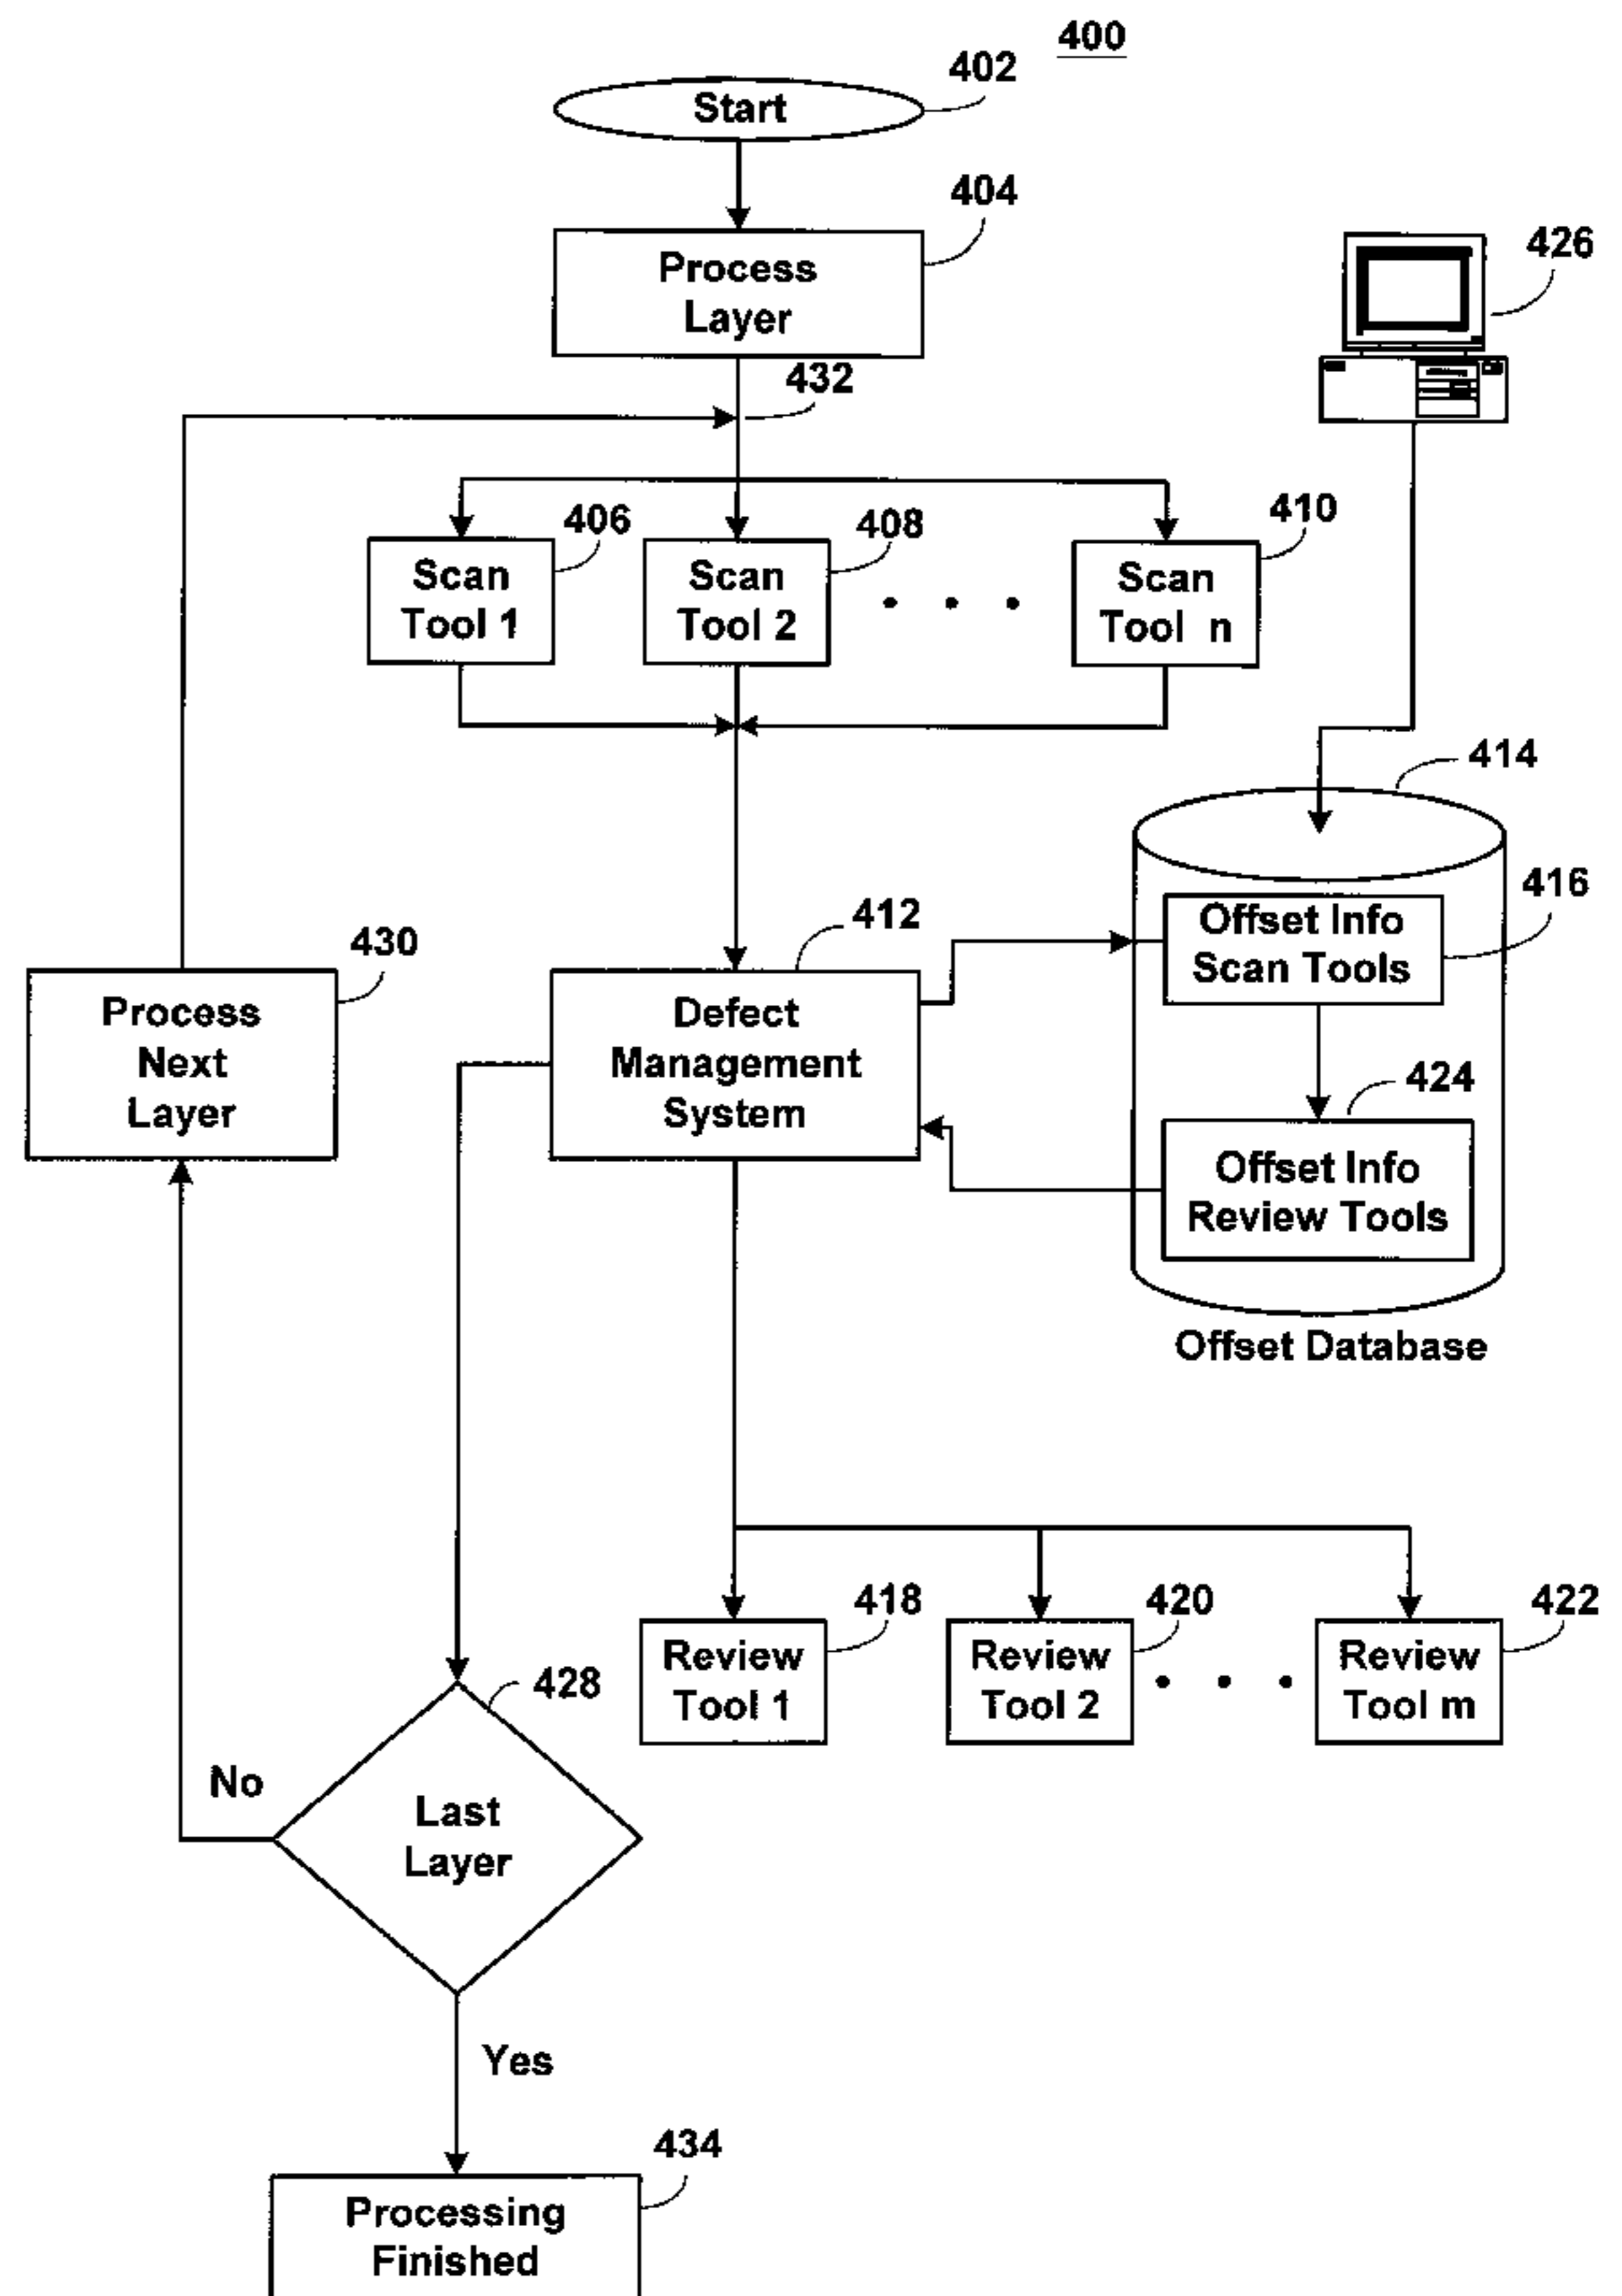 400
402
Start
404
Process
Layer
426
432
406
408
410
Scan
Tool 1
Scan
Tool 2
Scan
Tool n
414
416
Offset Info
Scan Tools
412
430
Process
Next
Layer
Defect
Management
System
424
Offset Info
Review Tools
Offset Database
418
420
422
Review
Tool 1
Review
Tool 2
Review
Tool m
428
No
Last
Layer
Yes
434
Processing
Finished